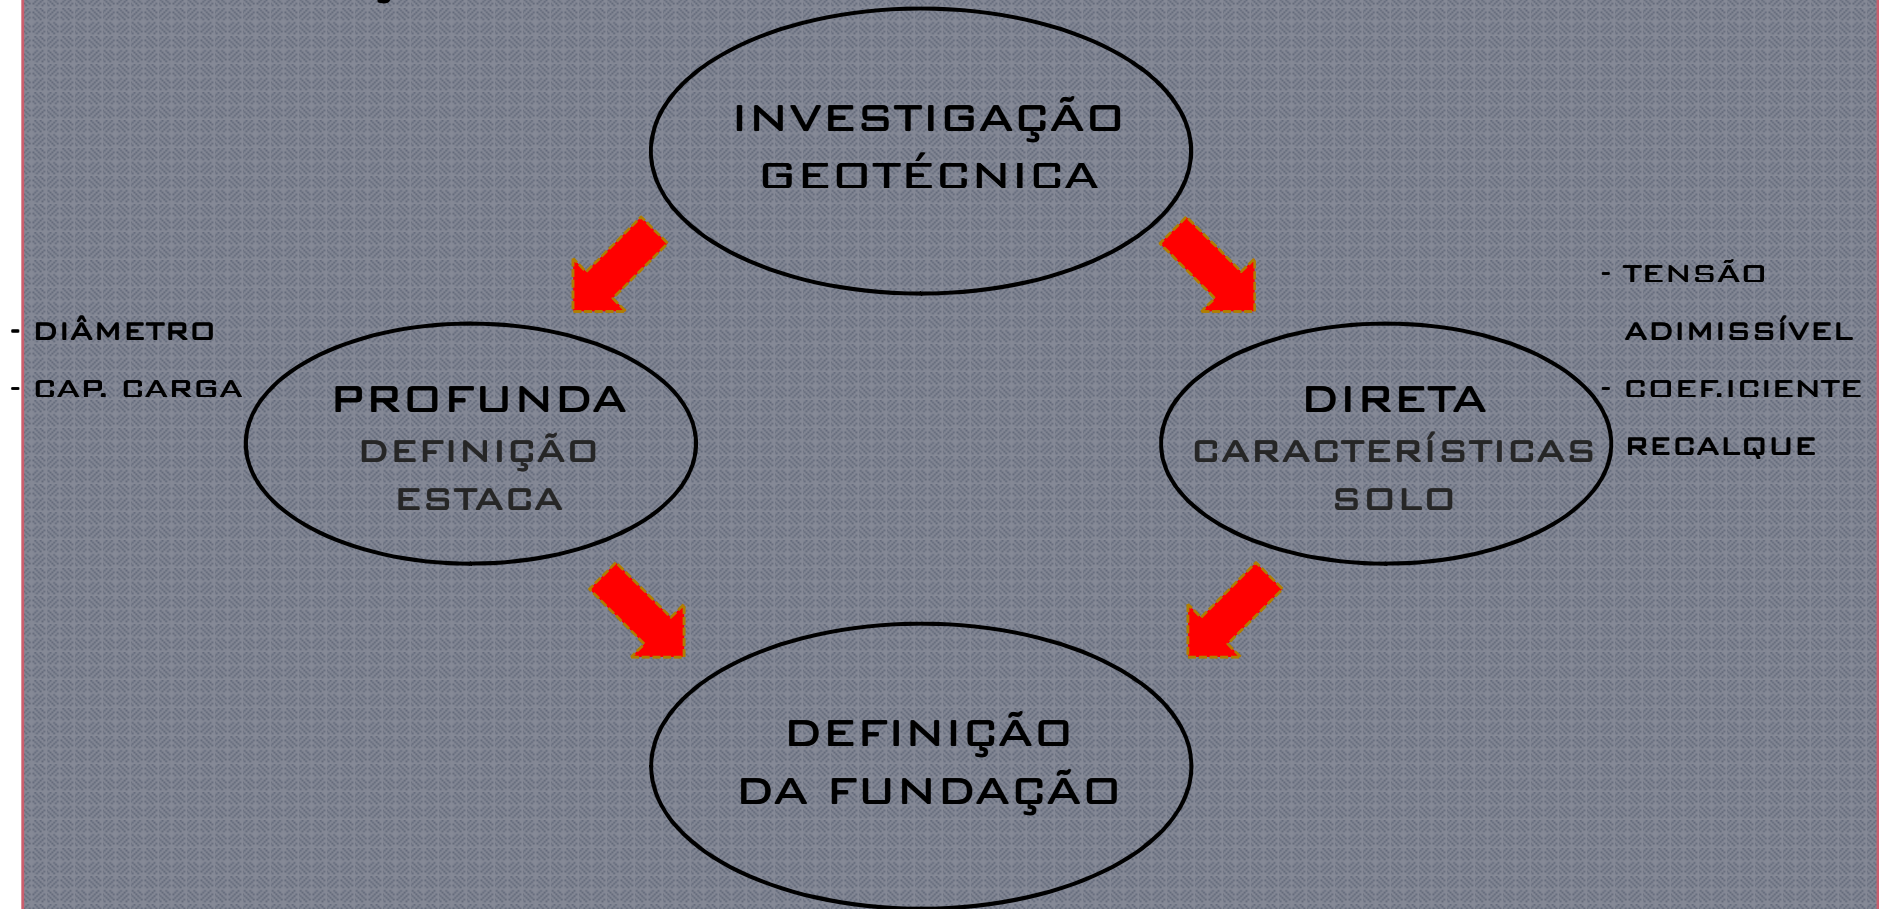 INVESTIGAÇÃO
GEOTÉCNICA
- DIÂMETRO
- CAP. CARGA
PROFUNDA
DEFINIÇÃO
ESTACA
DIRETA
CARACTERÍSTICAS
SOLO
- TENSÃO
ADIMISSÍVEL
- COEF.ICIENTE
RECALQUE
DEFINIÇÃO
DA FUNDAÇÃO